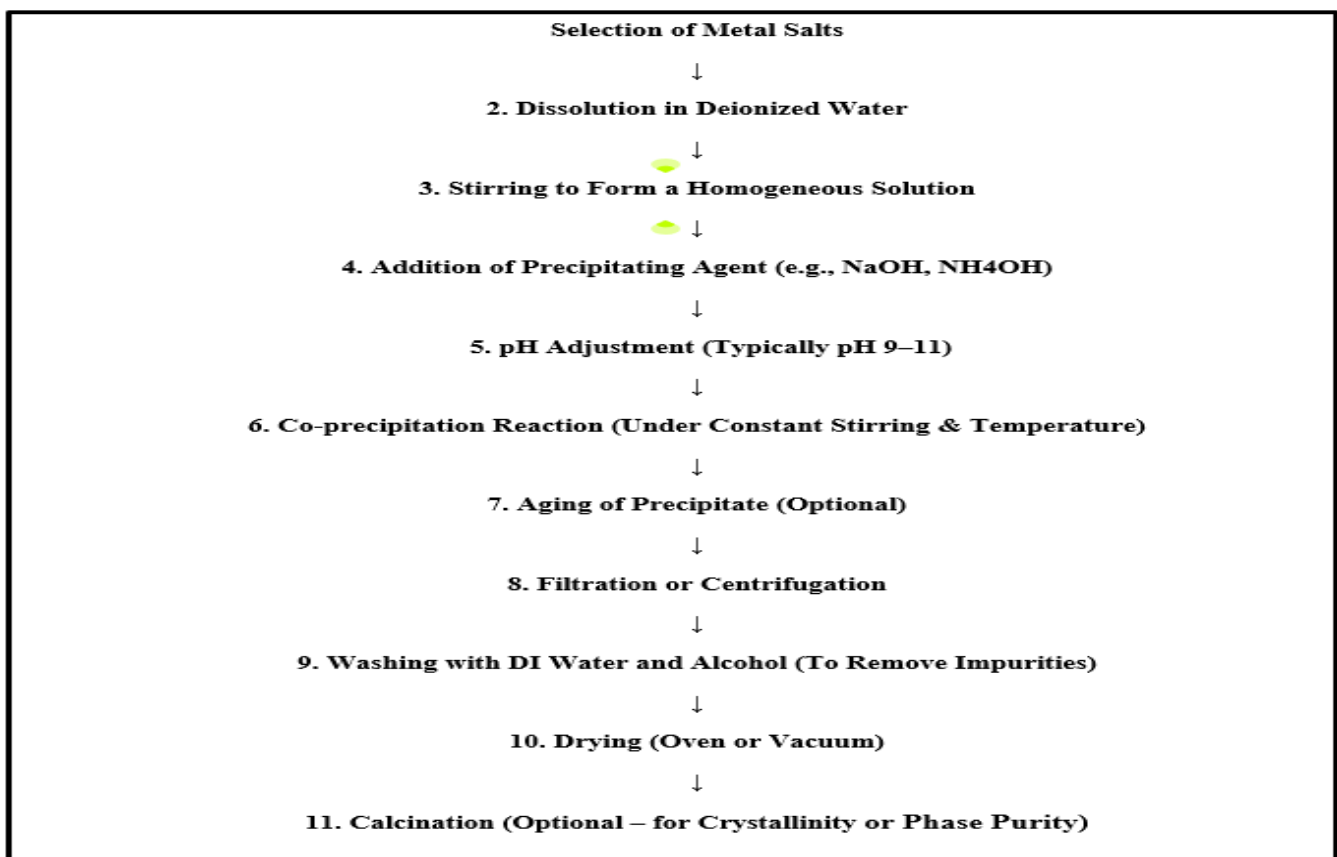 Selection of Metal Salts
↓
2. Dissolution in Deionized Water
↓
3. Stirring to Form a Homogeneous Solution
↓
4. Addition of Precipitating Agent (e.g., NaOH, NH4OH)
↓
5. pH Adjustment (Typically pH 9–11)
↓
6. Co-precipitation Reaction (Under Constant Stirring & Temperature)
↓
7. Aging of Precipitate (Optional)
↓
8. Filtration or Centrifugation
↓
9. Washing with DI Water and Alcohol (To Remove Impurities)
↓
10. Drying (Oven or Vacuum)
↓
11. Calcination (Optional – for Crystallinity or Phase Purity)